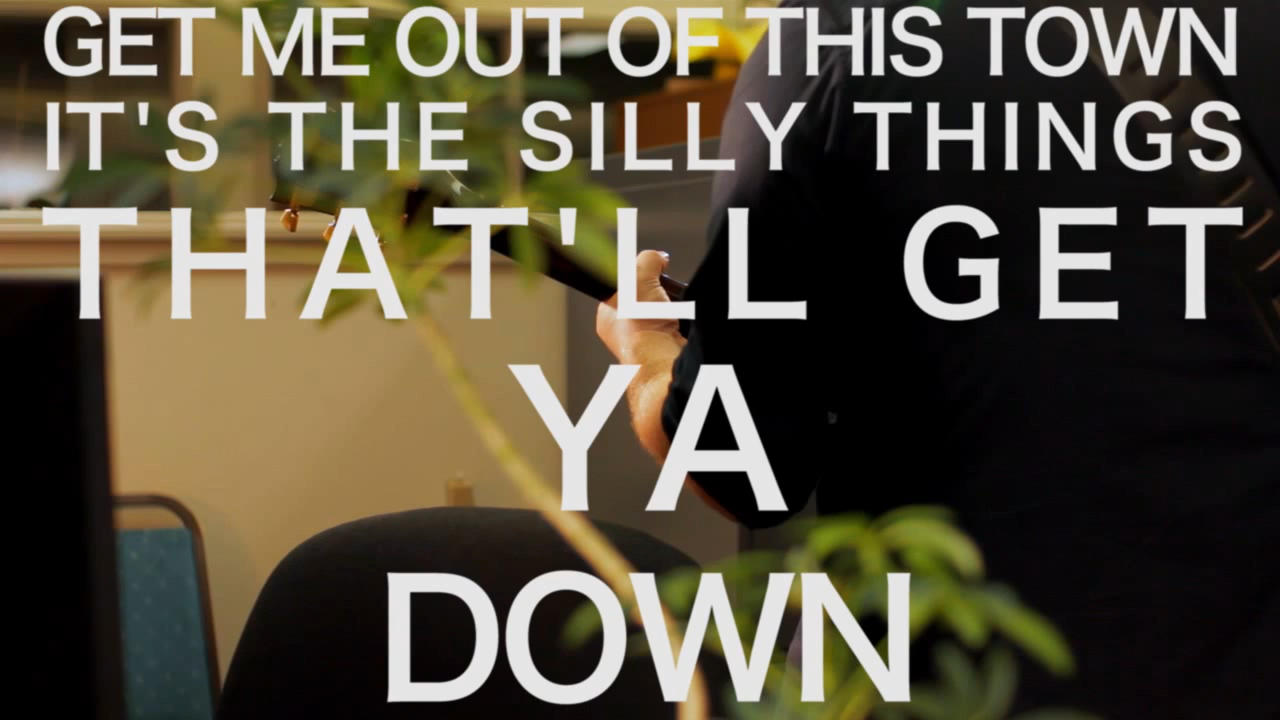 GET ME OUT OF THIS TOWN
IT'S THE SILLY THINGS
THAT'LL GET
YA
DOWN